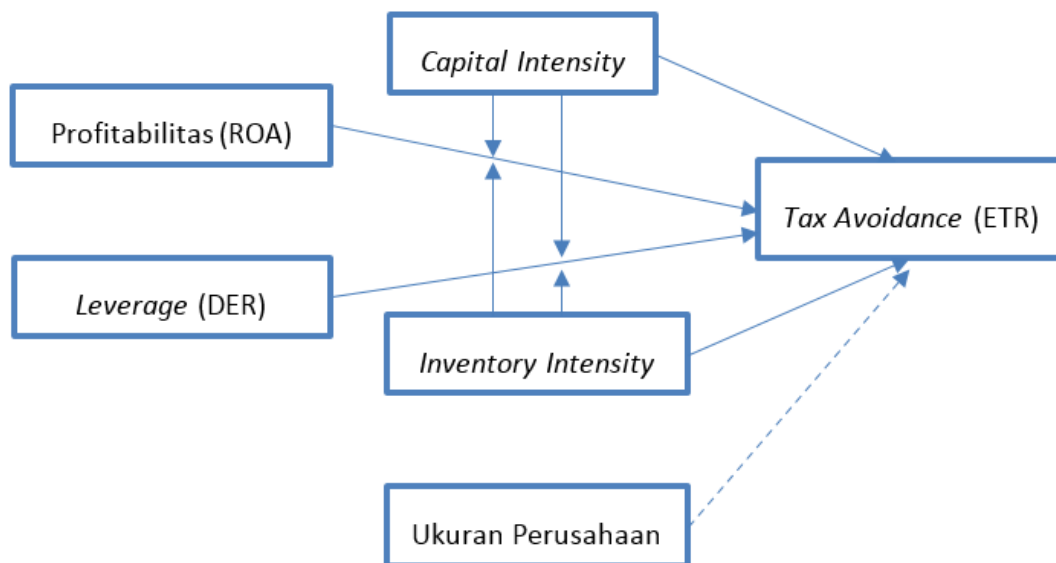 Capital Intensity
Profitabilitas (ROA)
Tax Avoidance (ETR)
Leverage (DER)
Inventory Intensity
Ukuran Perusahaan